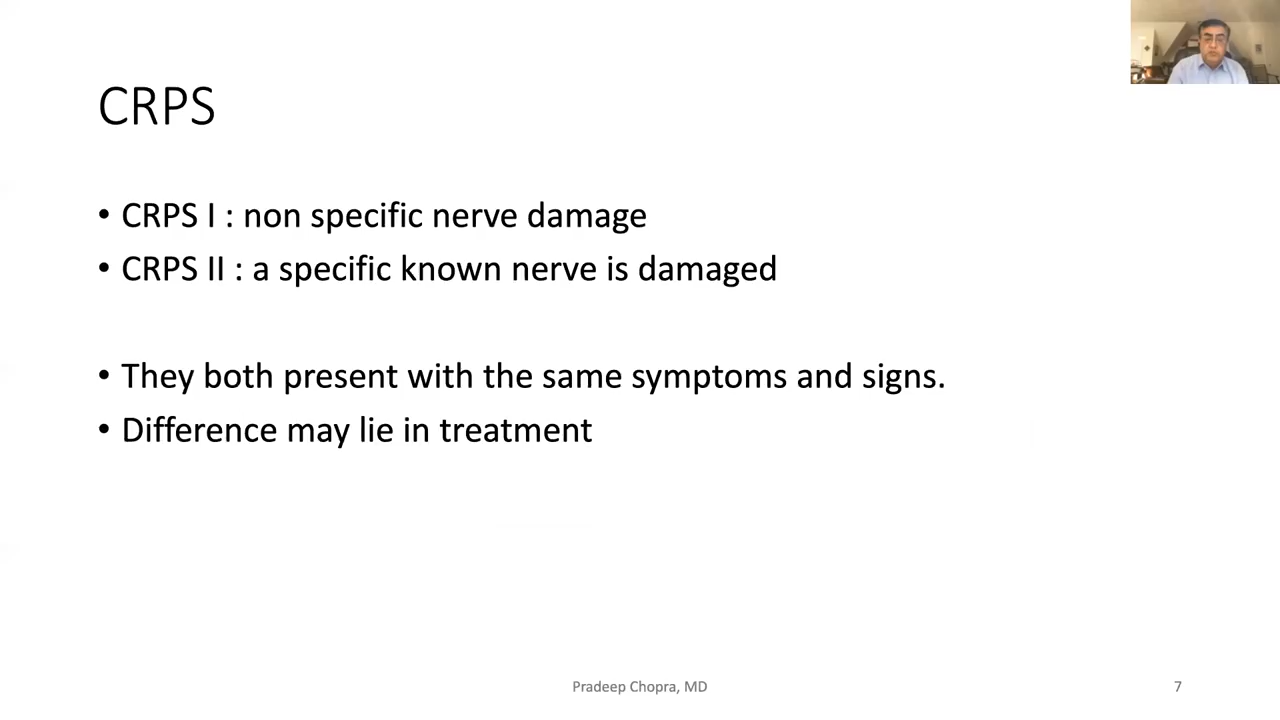 CRPS
• CRPS I : non specific nerve damage
• CRPS II : a specific known nerve is damaged
• They both present with the same symptoms and signs.
• Difference may lie in treatment
Pradeep Chopra, MD
7